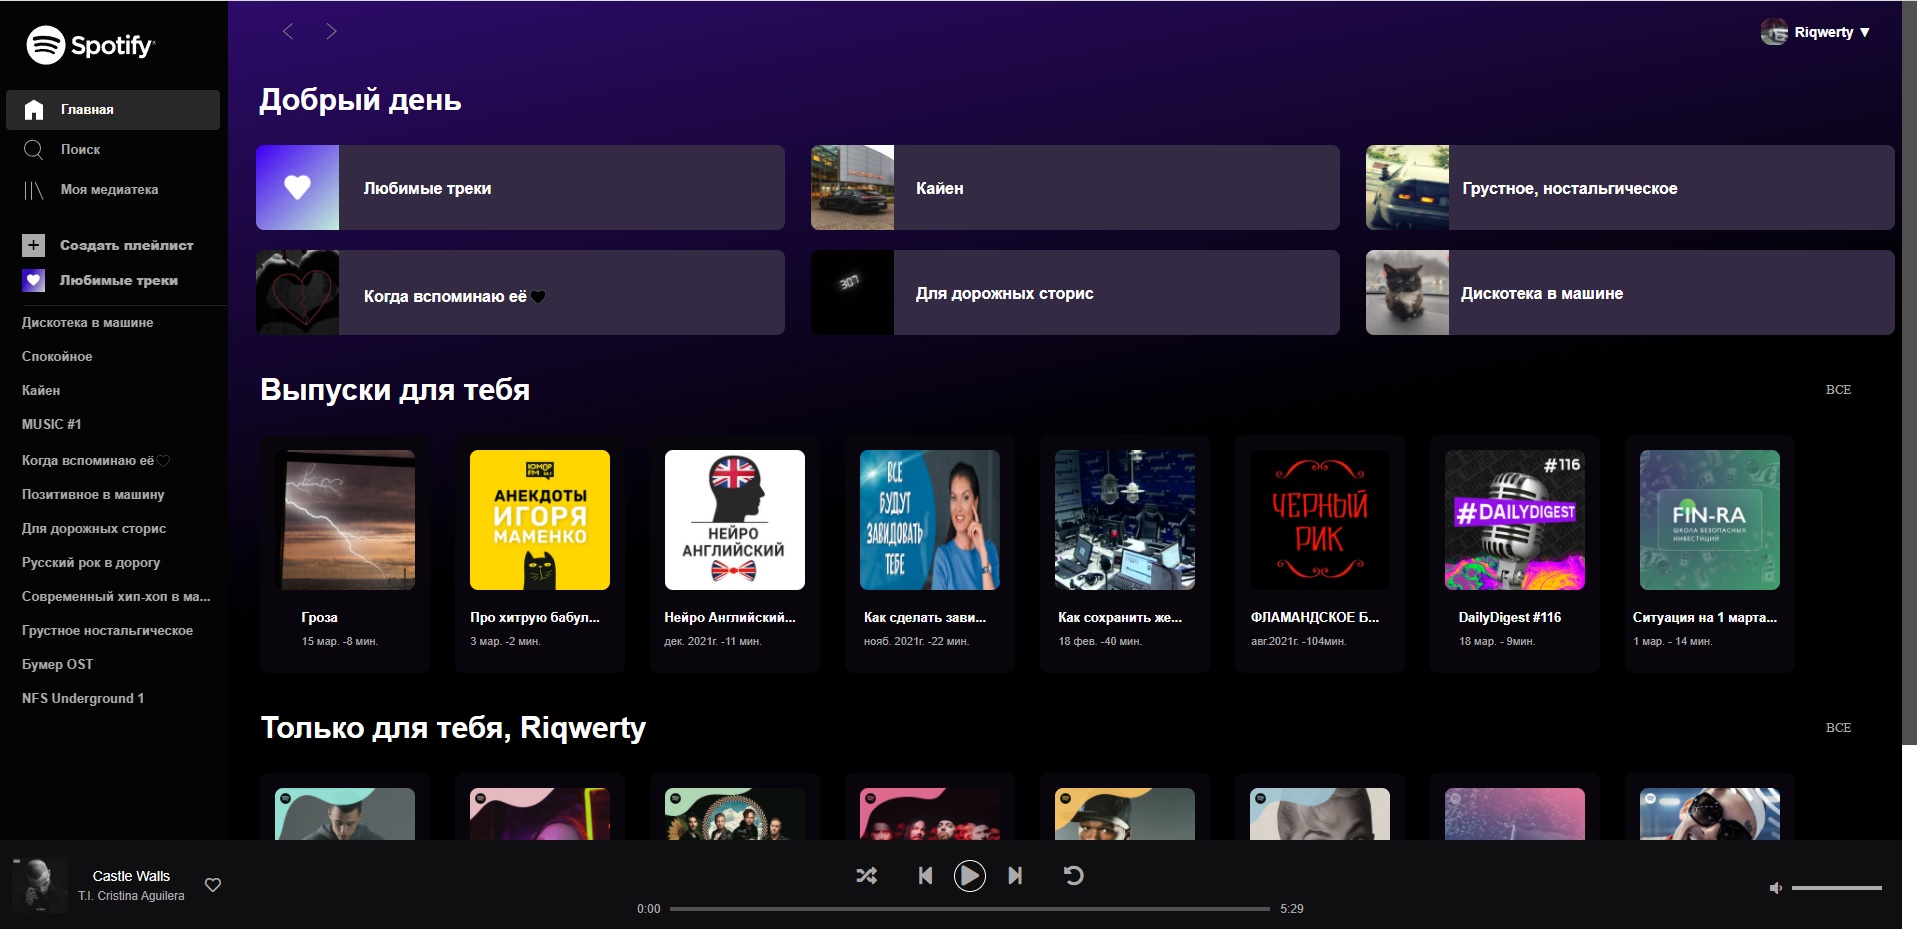 Spotify
Riqwerty ▼
Главная
Поиск
Моя медиатека
Создать плейлист
Любимые треки
Дискотека в машине
Спокойное
Кайен
MUSIC #1
Когда вспоминаю её🖤
Позитивное в машину
Для дорожных сторис
Русский рок в дорогу
Современный хип-хоп в ма...
Грустное ностальгическое
Бумер OST
NFS Underground 1
Добрый день
Любимые треки
Кайен
Грустное, ностальгическое
Когда вспоминаю её🖤
307
Для дорожных сторис
Дискотека в машине
Выпуски для тебя
ВСЕ
ЮМОР
FM
АНЕКДОТЫ
ИГОРЯ
МАМЕНКО
НЕЙРО
АНГЛИЙСКИЙ
ВСЕ
БУДУТ
ЗАВИДОВАТЬ
ТЕБЕ
ЧЕРНЫЙ
РИК
#116
#DAILYDIGEST
FIN-RA
ШКОЛА БЕЗОПАСНЫХ
ИНВЕСТИЦИЙ
Гроза
15 мар. -8 мин.
Про хитрую бабул...
3 мар. -2 мин.
Нейро Английский...
дек. 2021г. -11 мин.
Как сделать зави...
нояб. 2021г. -22 мин.
Как сохранить же...
18 фев. -40 мин.
ФЛАМАНДСКОЕ Б...
авг.2021г. -104мин.
DailyDigest #116
18 мар. - 9мин.
Ситуация на 1 марта...
1 мар. - 14 мин.
Только для тебя, Riqwerty
ВСЕ
Castle Walls
T.I. Cristina Aguilera
0:00
5:29